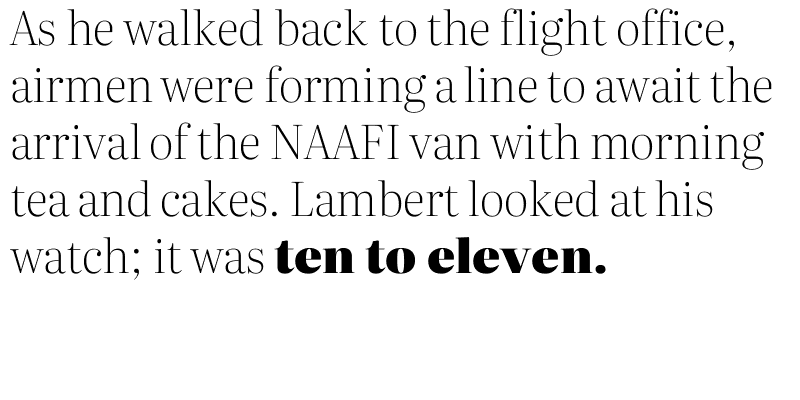 As he walked back to the flight office,
airmen were forming a line to await the
arrival of the NAAFI van with morning
tea and cakes. Lambert looked at his
watch; it was ten to eleven.